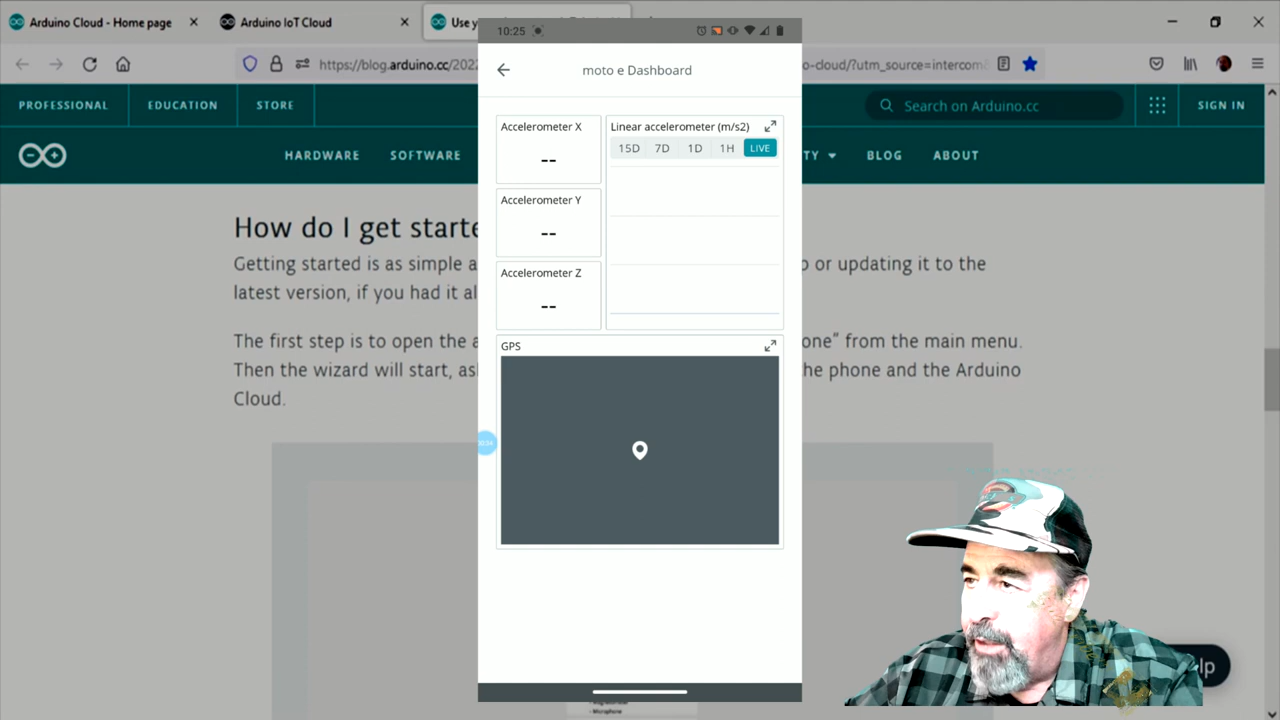 Arduino Cloud - Home page
Arduino IoT Cloud
Use y
https://blog.arduino.cc/202
o-cloud/?utm_source=intercom
PROFESSIONAL
EDUCATION
STORE
Search on Arduino.cc
SIGN IN
HARDWARE
SOFTWARE
TY
BLOG
ABOUT
How do I get starte
Getting started is as simple a
p or updating it to the
latest version, if you had it al
The first step is to open the a
one” from the main menu.
Then the wizard will start, as
he phone and the Arduino
Cloud.
10:25
moto e Dashboard
Accelerometer X
--
Accelerometer Y
--
Accelerometer Z
--
Linear accelerometer (m/s2)
15D
7D
1D
1H
LIVE
GPS
lp